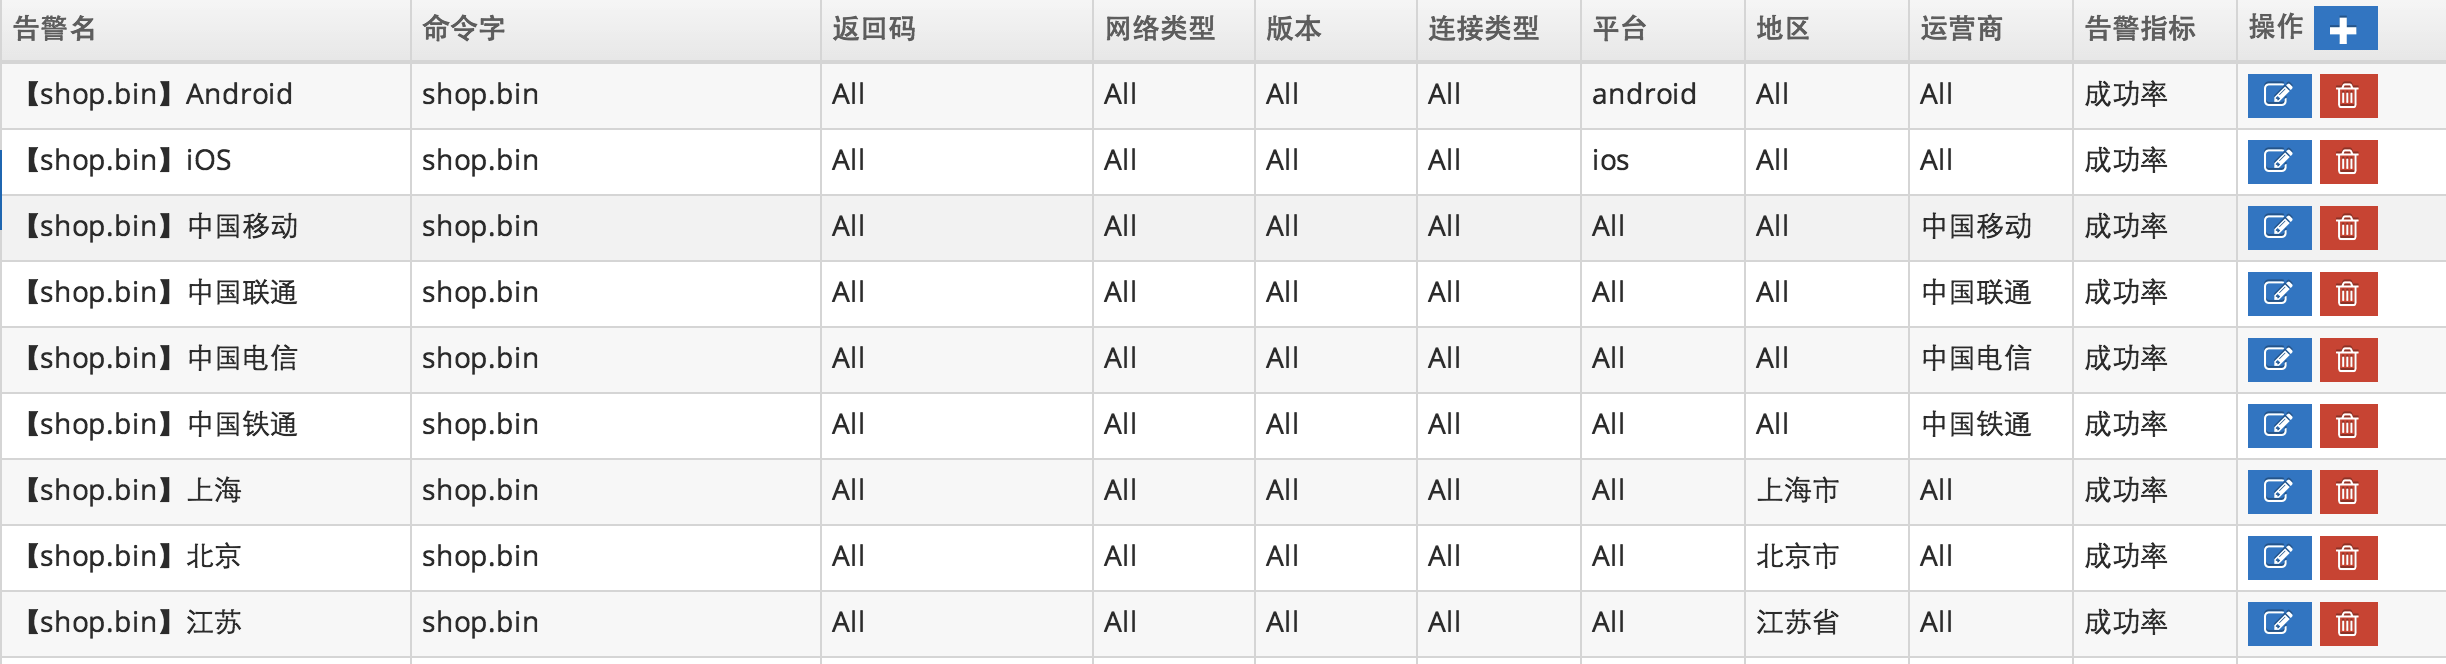 告警名 命令字 返回码 网络类型 版本 连接类型 平台 地区 运营商 告警指标 操作
【shop.bin】Android shop.bin All All All All android All All 成功率
【shop.bin】iOS shop.bin All All All All ios All All 成功率
【shop.bin】中国移动 shop.bin All All All All All All 中国移动 成功率
【shop.bin】中国联通 shop.bin All All All All All All 中国联通 成功率
【shop.bin】中国电信 shop.bin All All All All All All 中国电信 成功率
【shop.bin】中国铁通 shop.bin All All All All All All 中国铁通 成功率
【shop.bin】上海 shop.bin All All All All All 上海市 All 成功率
【shop.bin】北京 shop.bin All All All All All 北京市 All 成功率
【shop.bin】江苏 shop.bin All All All All All 江苏省 All 成功率